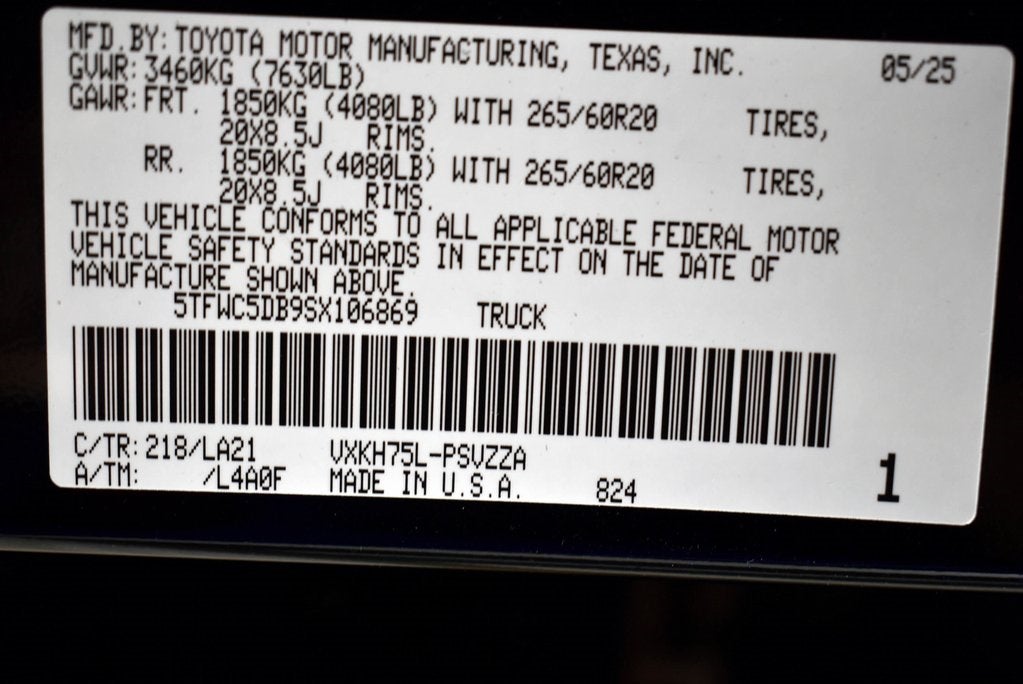 MFD.BY: TOYOTA MOTOR MANUFACTURING, TEXAS, INC. 05/25
GVWR: 3460KG (7630LB)
GAWR: FRT. 1850KG (4080LB) WITH 265/60R20 TIRES,
20X8.5J RIMS.
RR. 1850KG (4080LB) WITH 265/60R20 TIRES,
20X8.5J RIMS.
THIS VEHICLE CONFORMS TO ALL APPLICABLE FEDERAL MOTOR
VEHICLE SAFETY STANDARDS IN EFFECT ON THE DATE OF
MANUFACTURE SHOWN ABOVE.
5TFWC5DB9SX106869 TRUCK
C/TR: 218/LA21 VXKH75L-PSVZZA
A/TM: /L4A0F MADE IN U.S.A. 824 1